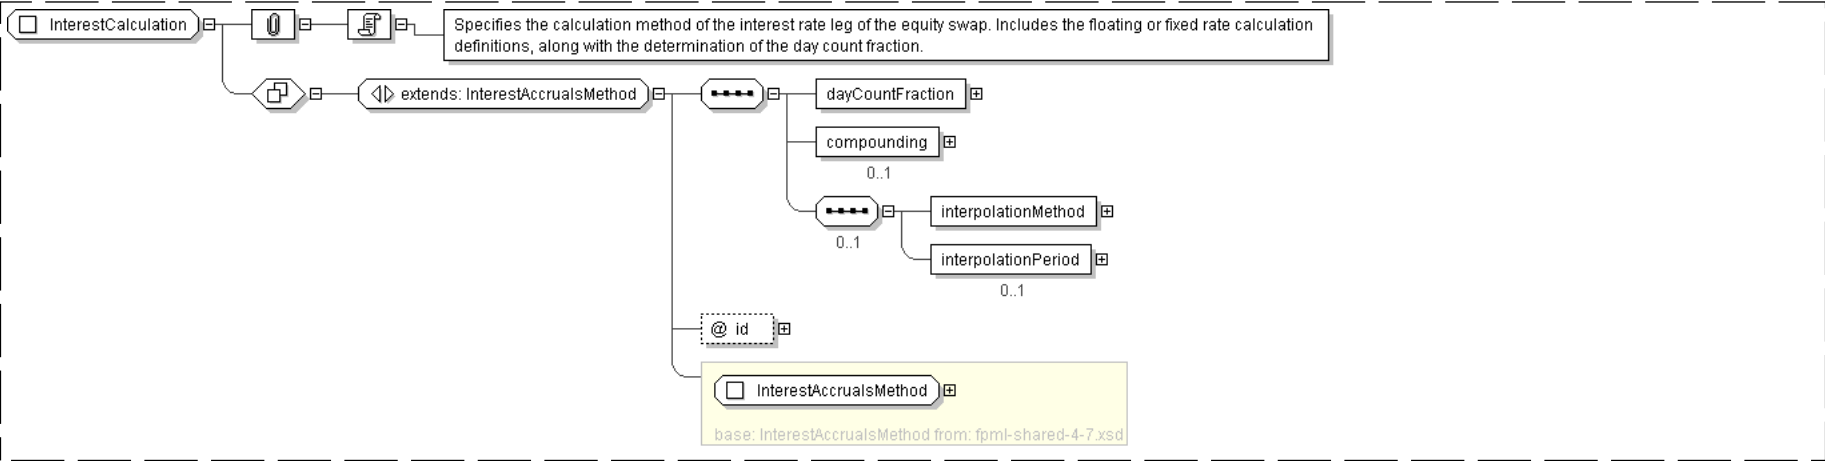 InterestCalculation
Specifies the calculation method of the interest rate leg of the equity swap. Includes the floating or fixed rate calculation
definitions, along with the determination of the day count fraction.
extends: InterestAccrualsMethod
dayCountFraction
compounding
0..1
interpolationMethod
0..1
interpolationPeriod
0..1
@ id
InterestAccrualsMethod
base: InterestAccrualsMethod from: fpml-shared-4-7.xsd